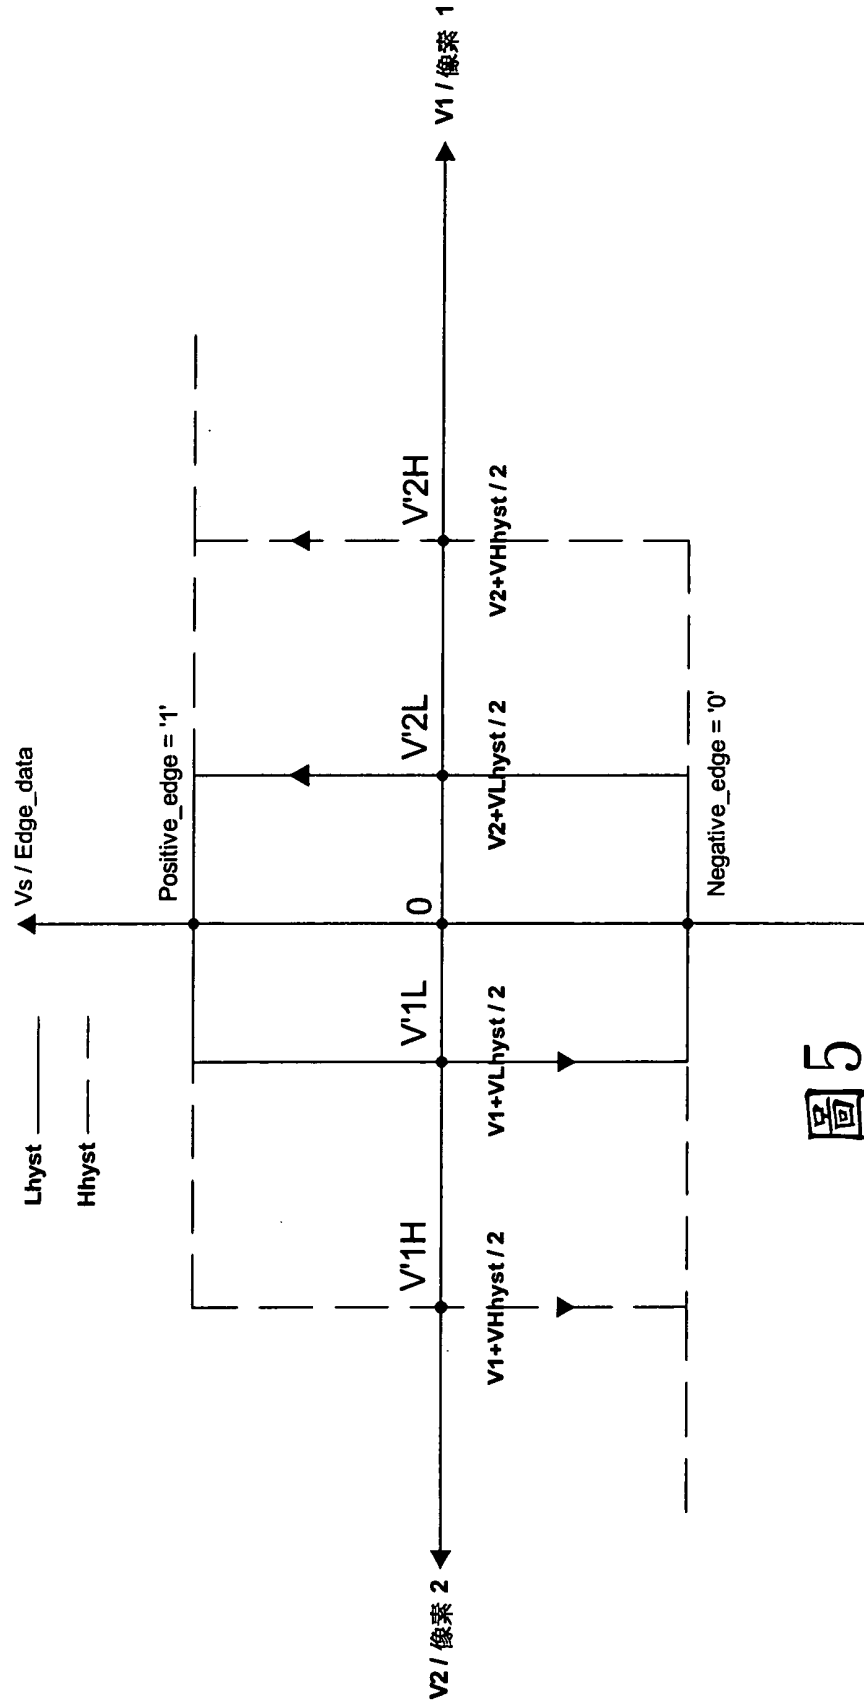 Lhyst
Hhyst
Vs / Edge_data
Positive_edge = '1'
V'1H
V'1L
0
V'2L
V'2H
V2 / 像素 2
V1 / 像素 1
V1+VHhyst / 2
V1+VLhyst / 2
V2+VLhyst / 2
V2+VHhyst / 2
Negative_edge = '0'
圖5